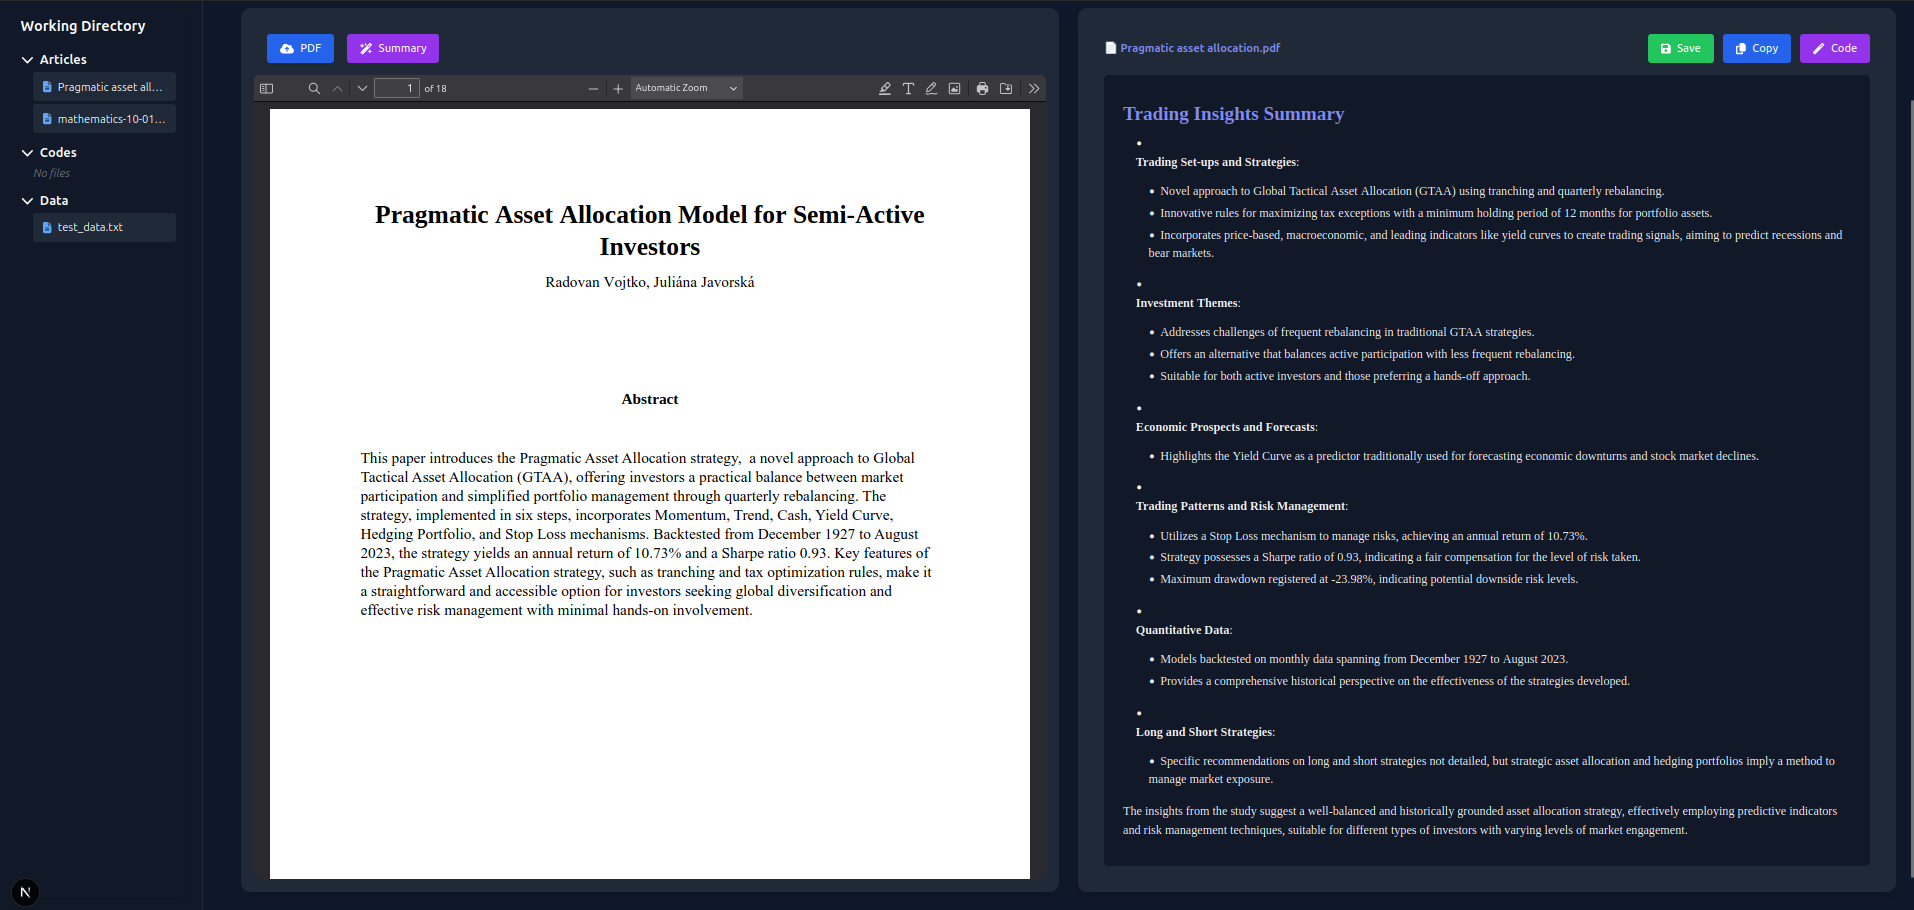 Working Directory
Articles
Pragmatic asset all...
mathematics-10-01...
Codes
No files
Data
test_data.txt
N
PDF
Summary
1 of 18
Automatic Zoom
Pragmatic Asset Allocation Model for Semi-Active
Investors
Radovan Vojtko, Juliána Javorská
Abstract
This paper introduces the Pragmatic Asset Allocation strategy,  a novel approach to Global
Tactical Asset Allocation (GTAA), offering investors a practical balance between market
participation and simplified portfolio management through quarterly rebalancing. The
strategy, implemented in six steps, incorporates Momentum, Trend, Cash, Yield Curve,
Hedging Portfolio, and Stop Loss mechanisms. Backtested from December 1927 to August
2023, the strategy yields an annual return of 10.73% and a Sharpe ratio 0.93. Key features of
the Pragmatic Asset Allocation strategy, such as tranching and tax optimization rules, make it
a straightforward and accessible option for investors seeking global diversification and
effective risk management with minimal hands-on involvement.
Pragmatic asset allocation.pdf
Save
Copy
Code
Trading Insights Summary
•
Trading Set-ups and Strategies:
• Novel approach to Global Tactical Asset Allocation (GTAA) using tranching and quarterly rebalancing.
• Innovative rules for maximizing tax exceptions with a minimum holding period of 12 months for portfolio assets.
• Incorporates price-based, macroeconomic, and leading indicators like yield curves to create trading signals, aiming to predict recessions and
bear markets.
•
Investment Themes:
• Addresses challenges of frequent rebalancing in traditional GTAA strategies.
• Offers an alternative that balances active participation with less frequent rebalancing.
• Suitable for both active investors and those preferring a hands-off approach.
•
Economic Prospects and Forecasts:
• Highlights the Yield Curve as a predictor traditionally used for forecasting economic downturns and stock market declines.
•
Trading Patterns and Risk Management:
• Utilizes a Stop Loss mechanism to manage risks, achieving an annual return of 10.73%.
• Strategy possesses a Sharpe ratio of 0.93, indicating a fair compensation for the level of risk taken.
• Maximum drawdown registered at -23.98%, indicating potential downside risk levels.
•
Quantitative Data:
• Models backtested on monthly data spanning from December 1927 to August 2023.
• Provides a comprehensive historical perspective on the effectiveness of the strategies developed.
•
Long and Short Strategies:
• Specific recommendations on long and short strategies not detailed, but strategic asset allocation and hedging portfolios imply a method to
manage market exposure.
The insights from the study suggest a well-balanced and historically grounded asset allocation strategy, effectively employing predictive indicators
and risk management techniques, suitable for different types of investors with varying levels of market engagement.